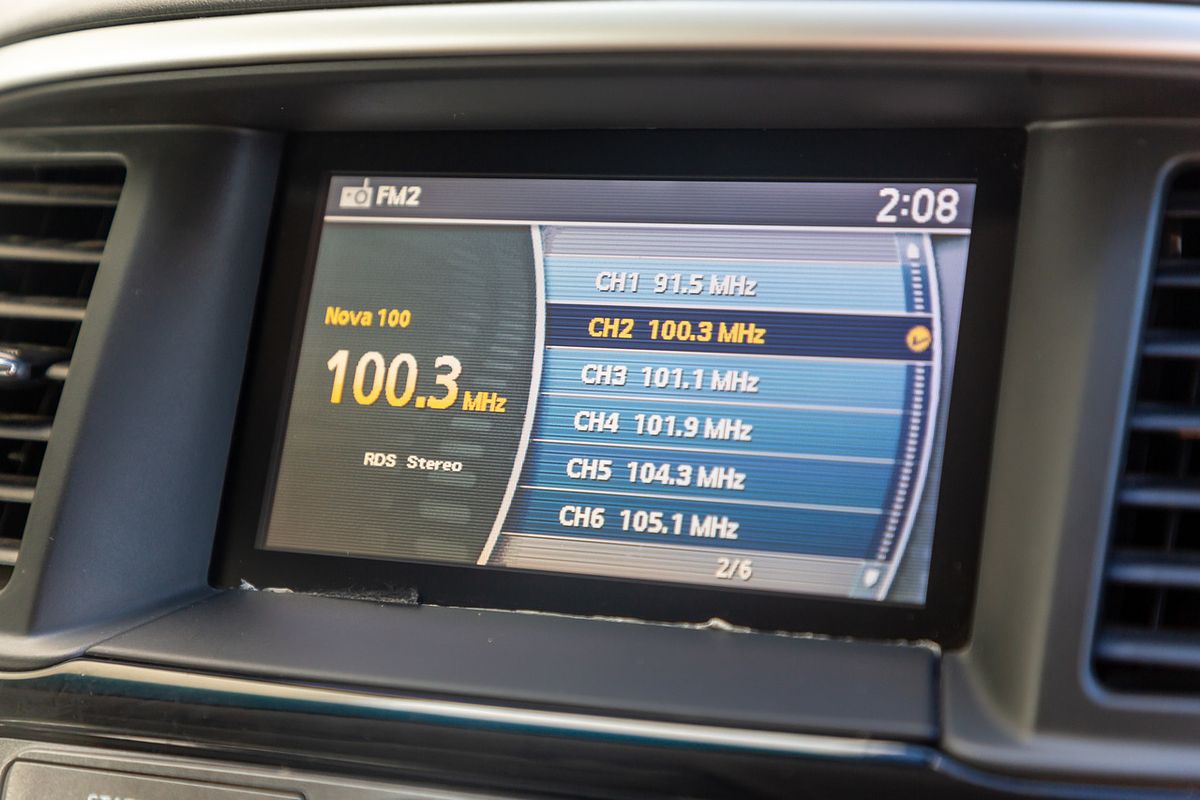 FM2
2:08
Nova 100
100.3 MHz
RDS Stereo
CH1 91.5 MHz
CH2 100.3 MHz
CH3 101.1 MHz
CH4 101.9 MHz
CH5 104.3 MHz
CH6 105.1 MHz
2/6